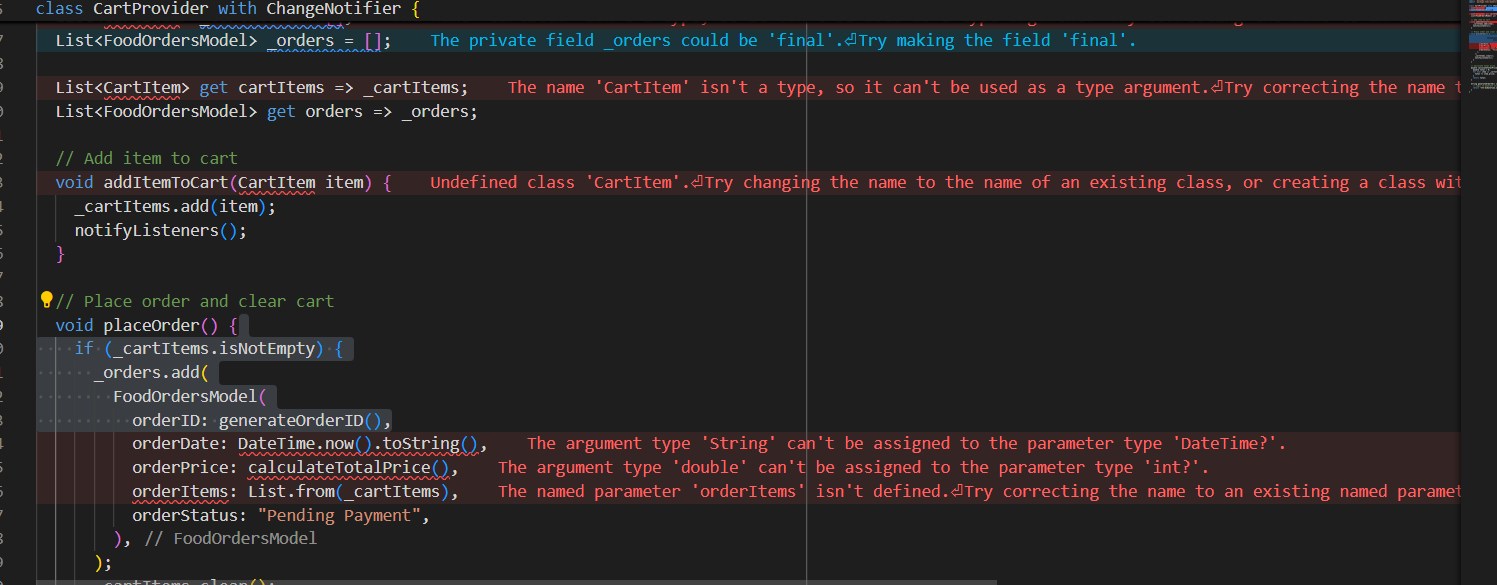 class CartProvider with ChangeNotifier {
List<FoodOrdersModel> _orders = []; The private field _orders could be 'final'.⏎Try making the field 'final'.
List<CartItem> get cartItems => _cartItems; The name 'CartItem' isn't a type, so it can't be used as a type argument.⏎Try correcting the name t
List<FoodOrdersModel> get orders => _orders;
// Add item to cart
void addItemToCart(CartItem item) { Undefined class 'CartItem'.⏎Try changing the name to the name of an existing class, or creating a class wit
_cartItems.add(item);
notifyListeners();
}
// Place order and clear cart
void placeOrder() {
if (_cartItems.isNotEmpty) {
_orders.add(
FoodOrdersModel(
orderID: generateOrderID(),
orderDate: DateTime.now().toString(), The argument type 'String' can't be assigned to the parameter type 'DateTime?'.
orderPrice: calculateTotalPrice(), The argument type 'double' can't be assigned to the parameter type 'int?'.
orderItems: List.from(_cartItems), The named parameter 'orderItems' isn't defined.⏎Try correcting the name to an existing named paramet
orderStatus: "Pending Payment",
), // FoodOrdersModel
);
_cartItems.clear();